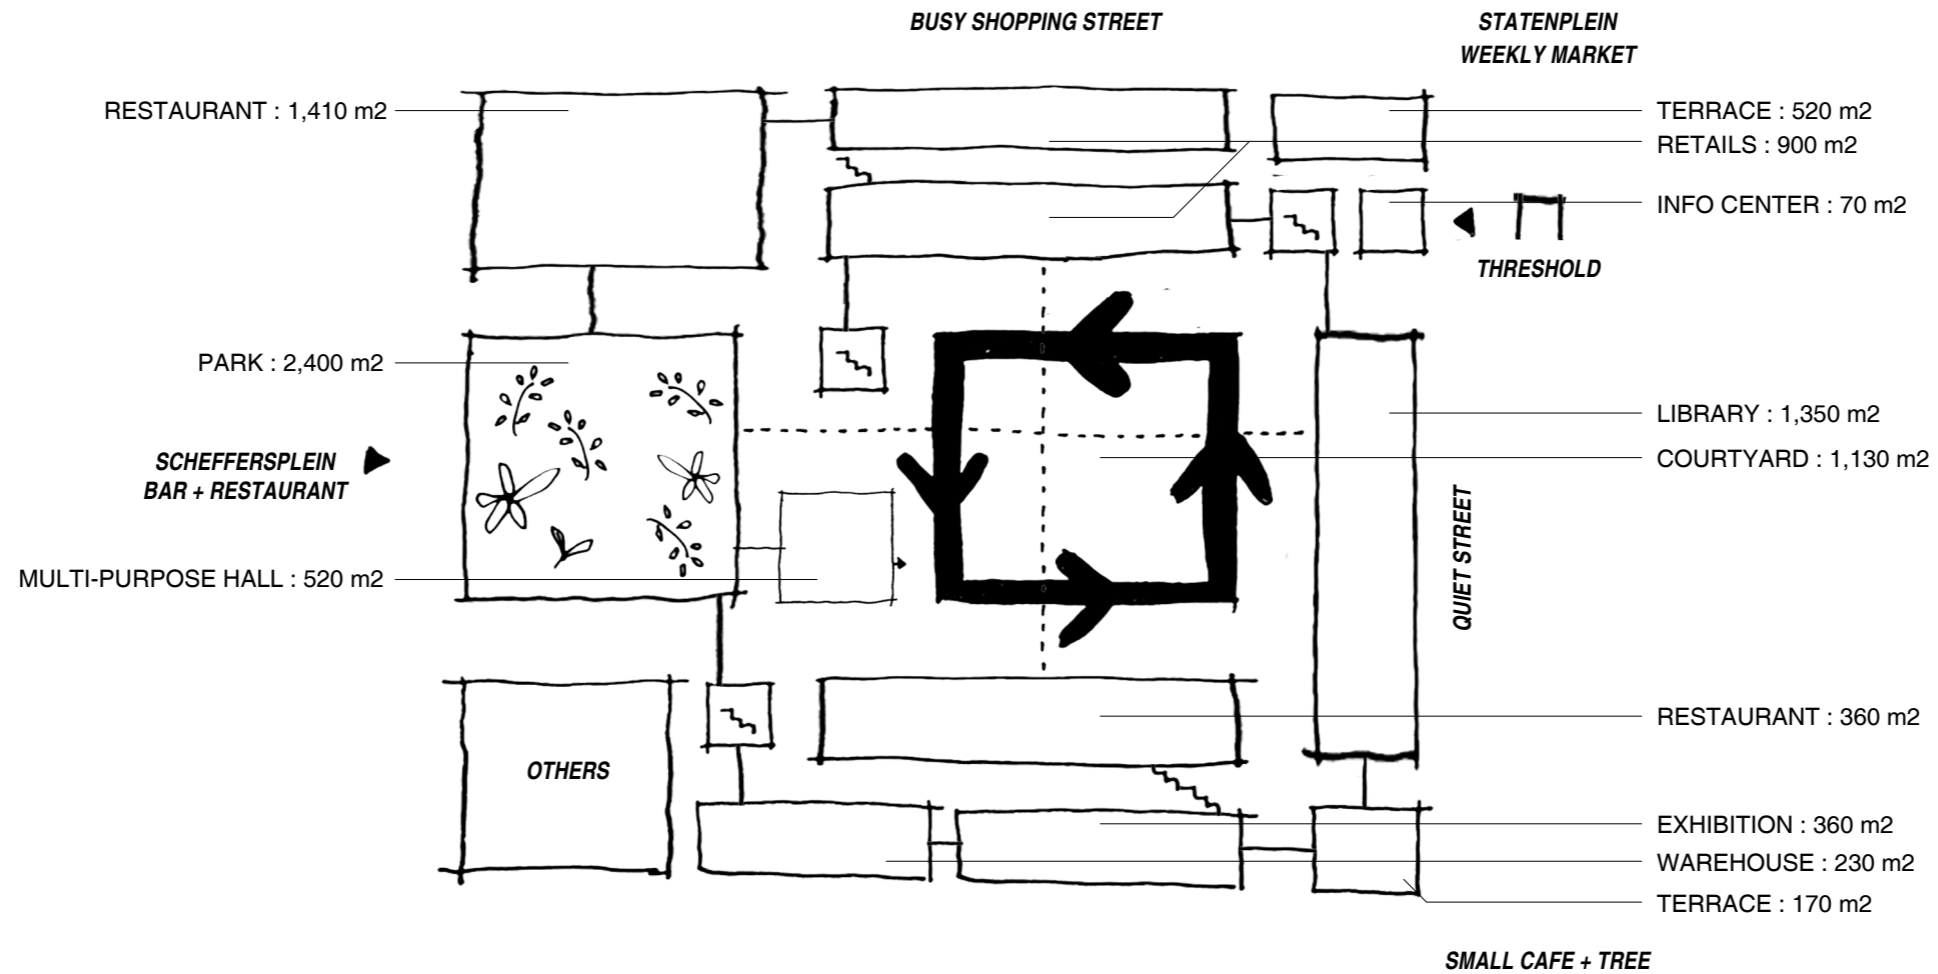 BUSY SHOPPING STREET
STATENPLEIN
WEEKLY MARKET
RESTAURANT : 1,410 m2
TERRACE : 520 m2
RETAILS : 900 m2
INFO CENTER : 70 m2
THRESHOLD
PARK : 2,400 m2
LIBRARY : 1,350 m2
COURTYARD : 1,130 m2
SCHEFFERSPLEIN
BAR + RESTAURANT
QUIET STREET
MULTI-PURPOSE HALL : 520 m2
RESTAURANT : 360 m2
OTHERS
EXHIBITION : 360 m2
WAREHOUSE : 230 m2
TERRACE : 170 m2
SMALL CAFE + TREE